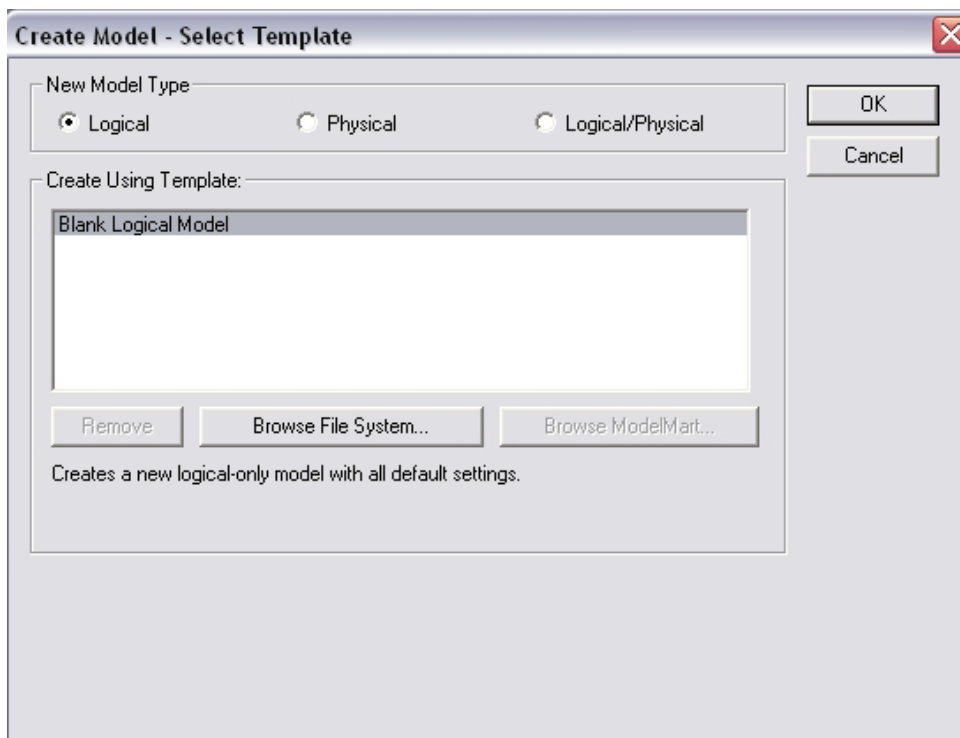 Create Model - Select Template
New Model Type
Logical
Physical
Logical/Physical
OK
Cancel
Create Using Template:
Blank Logical Model
Remove
Browse File System...
Browse ModelMart...
Creates a new logical-only model with all default settings.